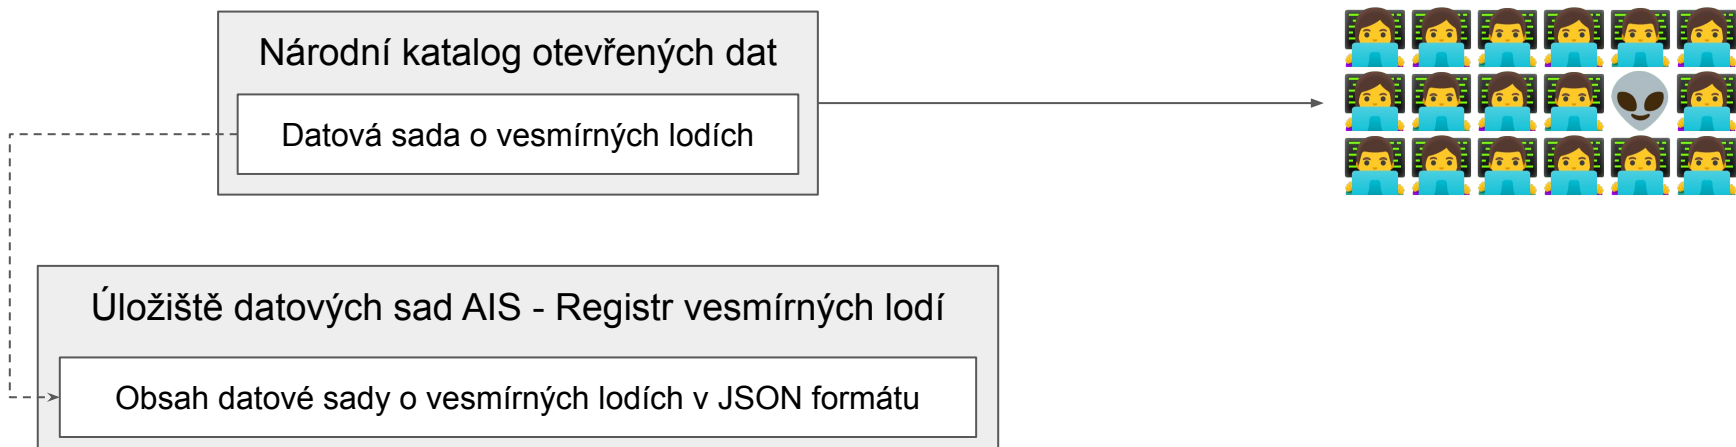 Národní katalog otevřených dat
Datová sada o vesmírných lodích
Úložiště datových sad AIS - Registr vesmírných lodí
Obsah datové sady o vesmírných lodích v JSON formátu